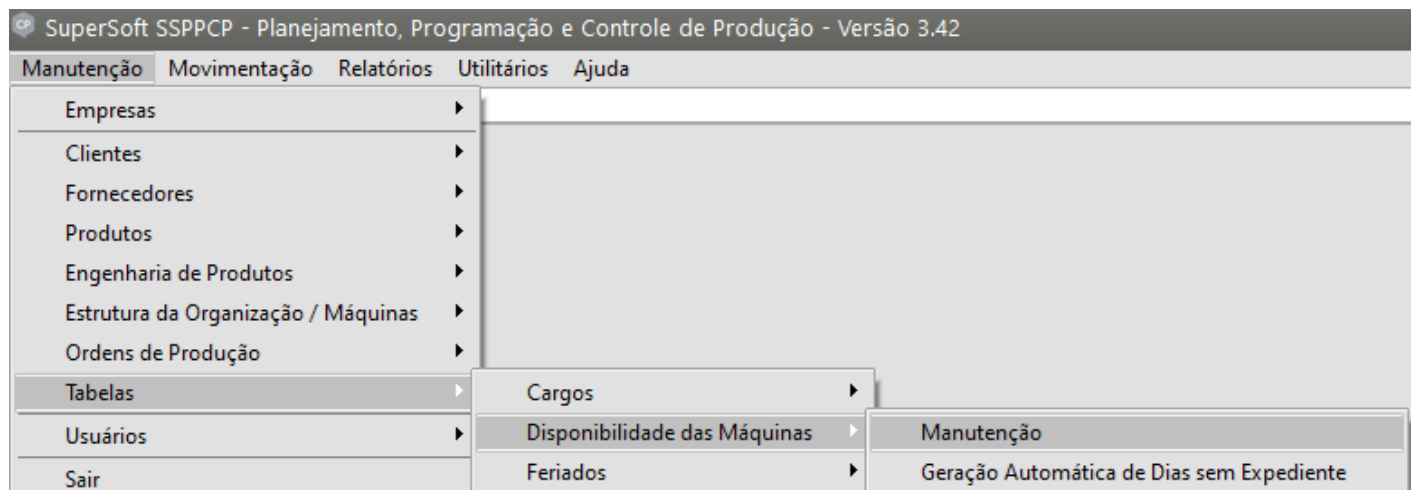 CP SuperSoft SSPPCP - Planejamento, Programação e Controle de Produção - Versão 3.42
Manutenção Movimentação Relatórios Utilitários Ajuda
Empresas
Clientes
Fornecedores
Produtos
Engenharia de Produtos
Estrutura da Organização / Máquinas
Ordens de Produção
Tabelas
Usuários
Sair
Cargos
Disponibilidade das Máquinas
Feriados
Manutenção
Geração Automática de Dias sem Expediente